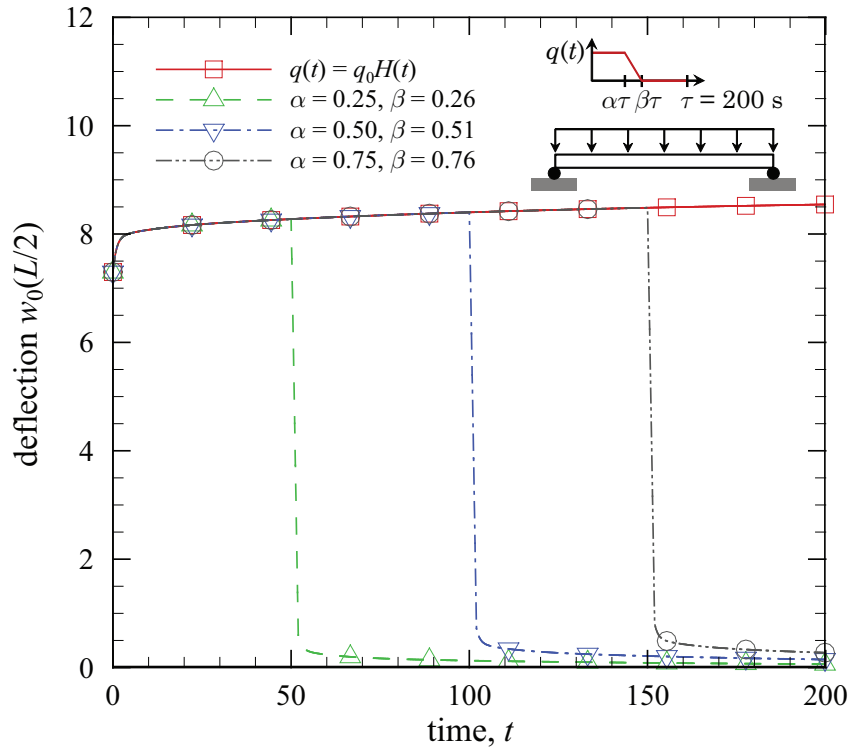 12
10
8
6
4
2
0
deflection w₀(L/2)
q(t) = q₀H(t)
α = 0.25, β = 0.26
α = 0.50, β = 0.51
α = 0.75, β = 0.76
q(t)
ατ βτ τ = 200 s
0 50 100 150 200
time, t